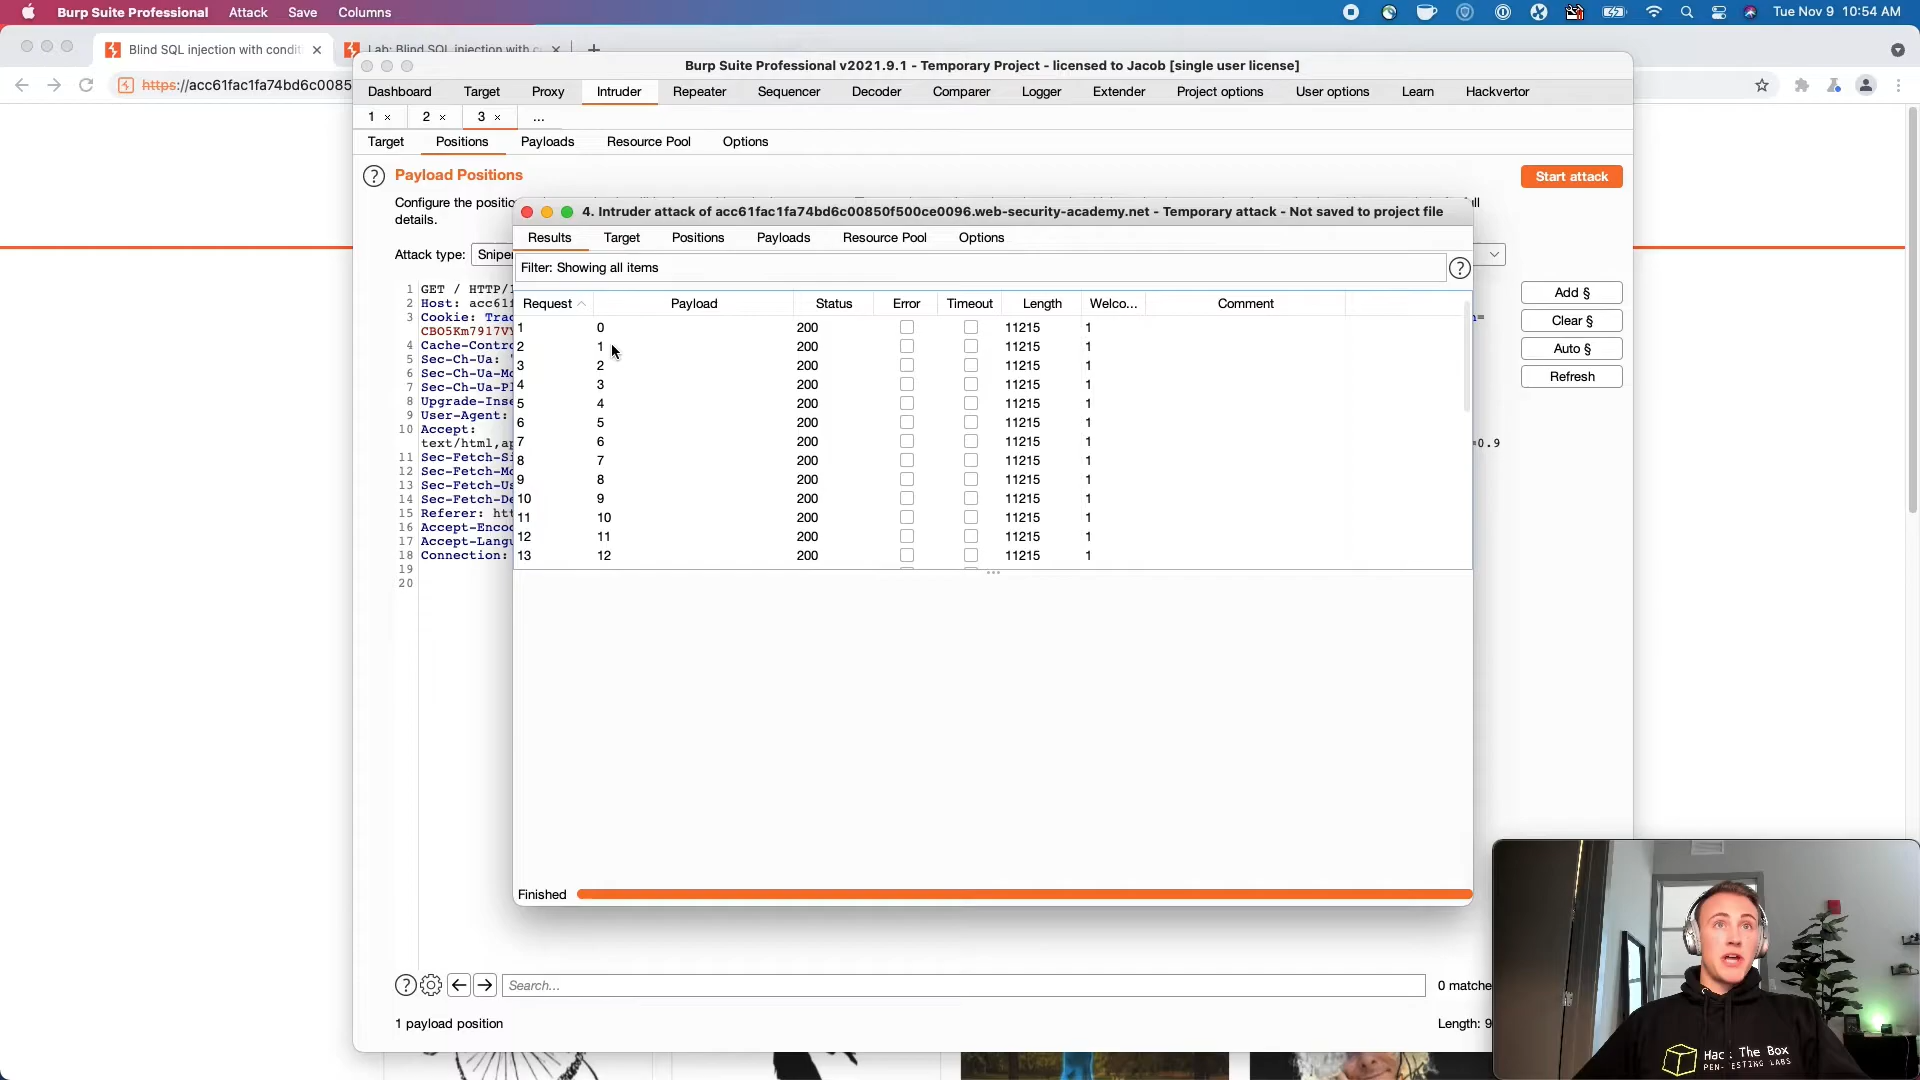 Burp Suite Professional Attack Save Columns Tue Nov 9 10:54 AM
Blind SQL injection with condit × Lab: Blind SQL injection with c × +
https://acc61fac1fa74bd6c0085
Burp Suite Professional v2021.9.1 - Temporary Project - licensed to Jacob [single user license]
Dashboard Target Proxy Intruder Repeater Sequencer Decoder Comparer Logger Extender Project options User options Learn Hackvertor
1 × 2 × 3 × ...
Target Positions Payloads Resource Pool Options
? Payload Positions Start attack
Configure the positio
details.
Attack type: Sniper
4. Intruder attack of acc61fac1fa74bd6c00850f500ce0096.web-security-academy.net - Temporary attack - Not saved to project file
Results Target Positions Payloads Resource Pool Options
Filter: Showing all items ?
Request Payload Status Error Timeout Length Welco... Comment
1 0 200 11215 1
2 1 200 11215 1
3 2 200 11215 1
4 3 200 11215 1
5 4 200 11215 1
6 5 200 11215 1
7 6 200 11215 1
8 7 200 11215 1
9 8 200 11215 1
10 9 200 11215 1
11 10 200 11215 1
12 11 200 11215 1
13 12 200 11215 1
Finished
1 GET / HTTP/1
2 Host: acc61f
3 Cookie: Trac
CBO5Km7917VY
4 Cache-Contro
5 Sec-Ch-Ua: "
6 Sec-Ch-Ua-Mo
7 Sec-Ch-Ua-Pl
8 Upgrade-Inse
9 User-Agent:
10 Accept:
text/html,ap =0.9
11 Sec-Fetch-Si
12 Sec-Fetch-Mo
13 Sec-Fetch-Us
14 Sec-Fetch-De
15 Referer: htt
16 Accept-Encod
17 Accept-Langu
18 Connection:
19
20
Add §
Clear §
Auto §
Refresh
? Search... 0 matche
1 payload position Length: 9
Hac : The Box
PEN- ESTING LABS